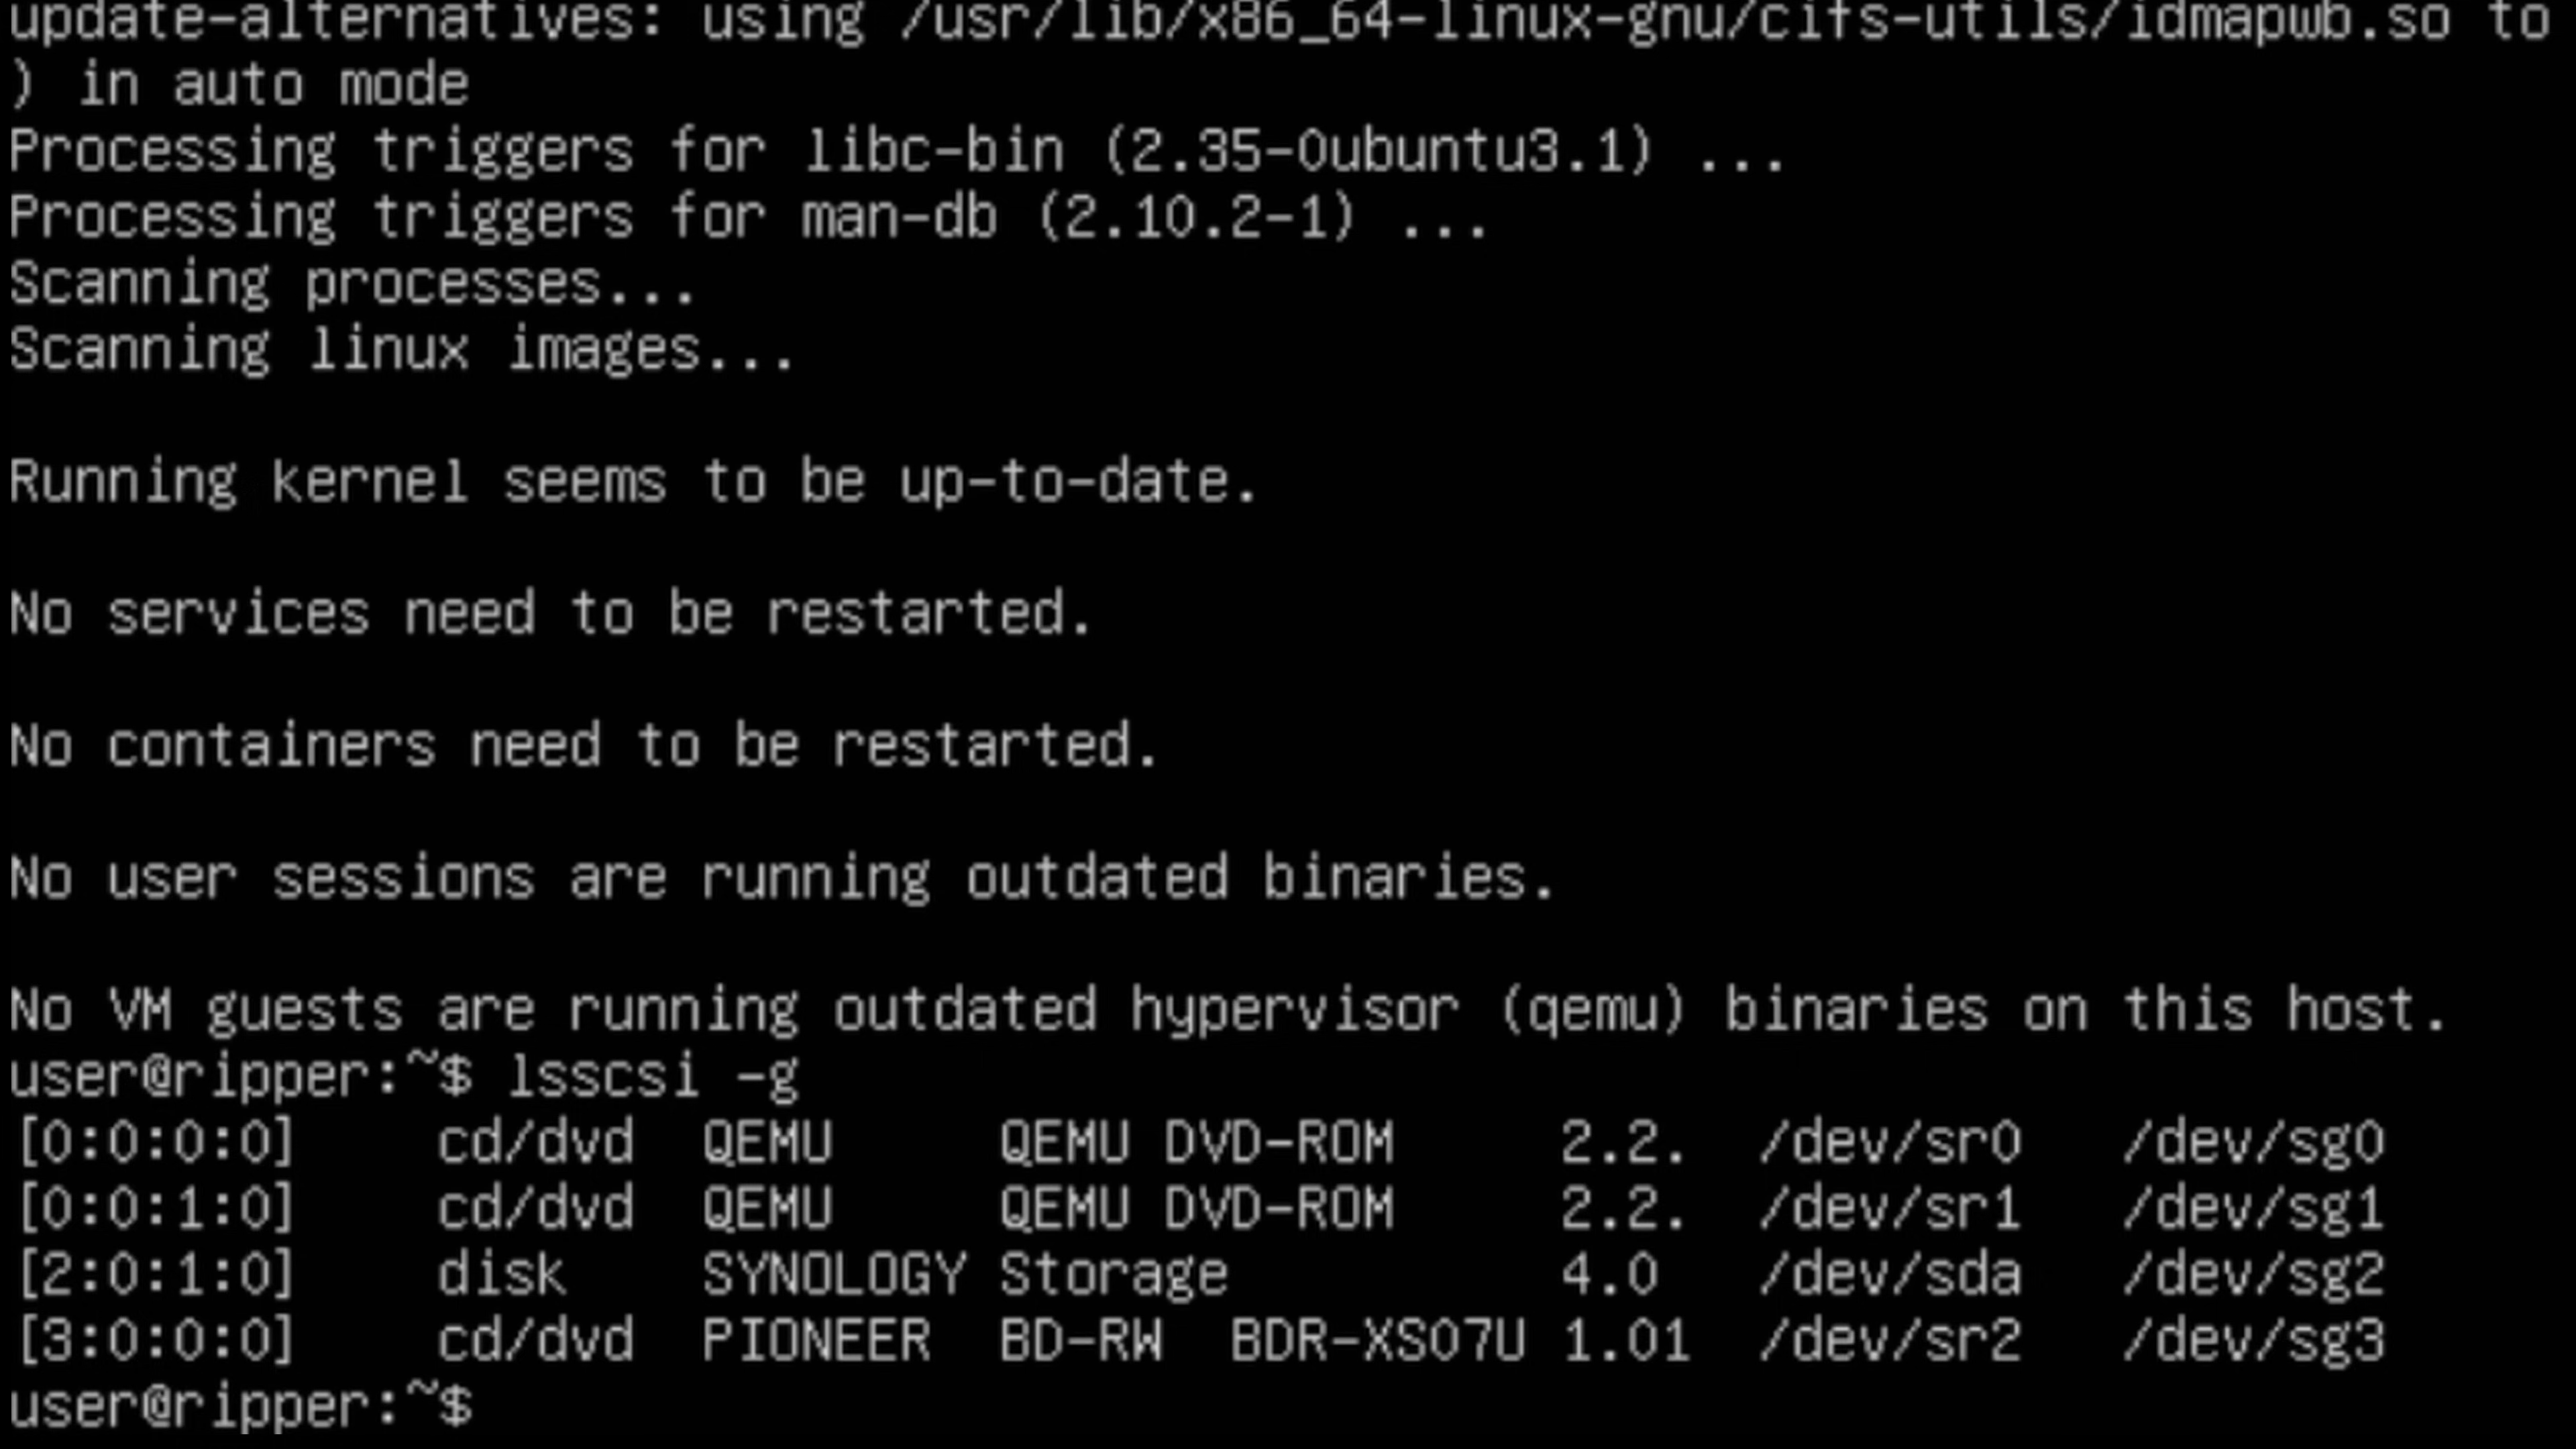 update-alternatives: using /usr/lib/x86_64-linux-gnu/cifs-utils/idmapwb.so to
) in auto mode
Processing triggers for libc-bin (2.35-0ubuntu3.1) ...
Processing triggers for man-db (2.10.2-1) ...
Scanning processes...
Scanning linux images...
Running kernel seems to be up-to-date.
No services need to be restarted.
No containers need to be restarted.
No user sessions are running outdated binaries.
No VM guests are running outdated hypervisor (qemu) binaries on this host.
user@ripper:~$ lsscsi -g
[0:0:0:0]    cd/dvd  QEMU     QEMU DVD-ROM     2.2.  /dev/sr0   /dev/sg0
[0:0:1:0]    cd/dvd  QEMU     QEMU DVD-ROM     2.2.  /dev/sr1   /dev/sg1
[2:0:1:0]    disk    SYNOLOGY Storage          4.0   /dev/sda   /dev/sg2
[3:0:0:0]    cd/dvd  PIONEER  BD-RW  BDR-XS07U 1.01  /dev/sr2   /dev/sg3
user@ripper:~$